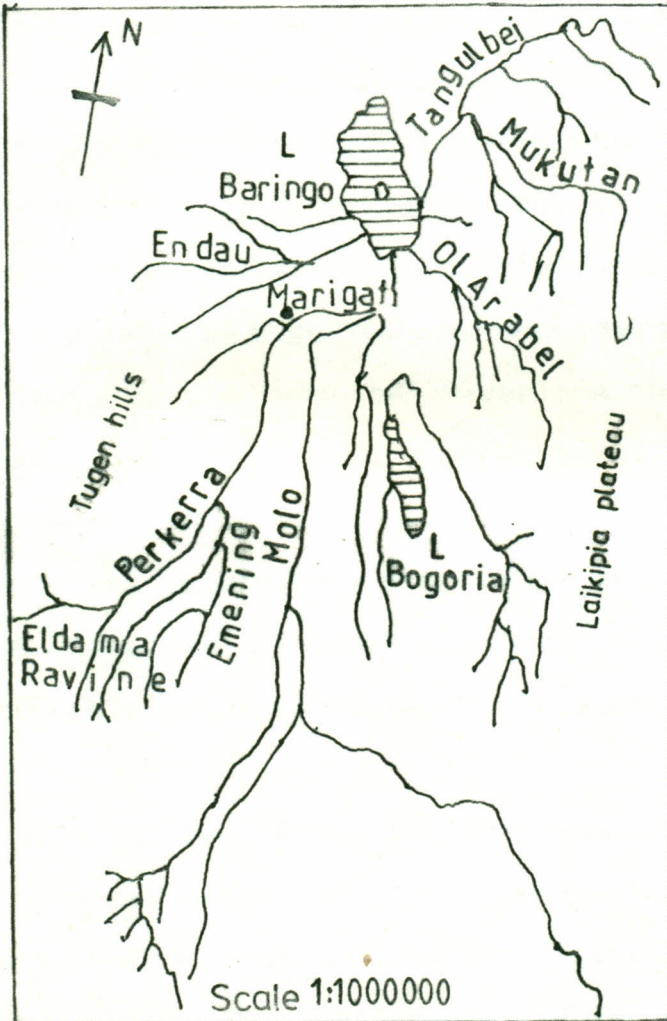 N
Tangulbei
L
Baringo
Mukutan
Endau
Ol Arabel
Marigat
Tugen hills
Laikipia plateau
Perkerra
Emening
Molo
L
Bogoria
Eldama
Ravine
Scale 1:1000000